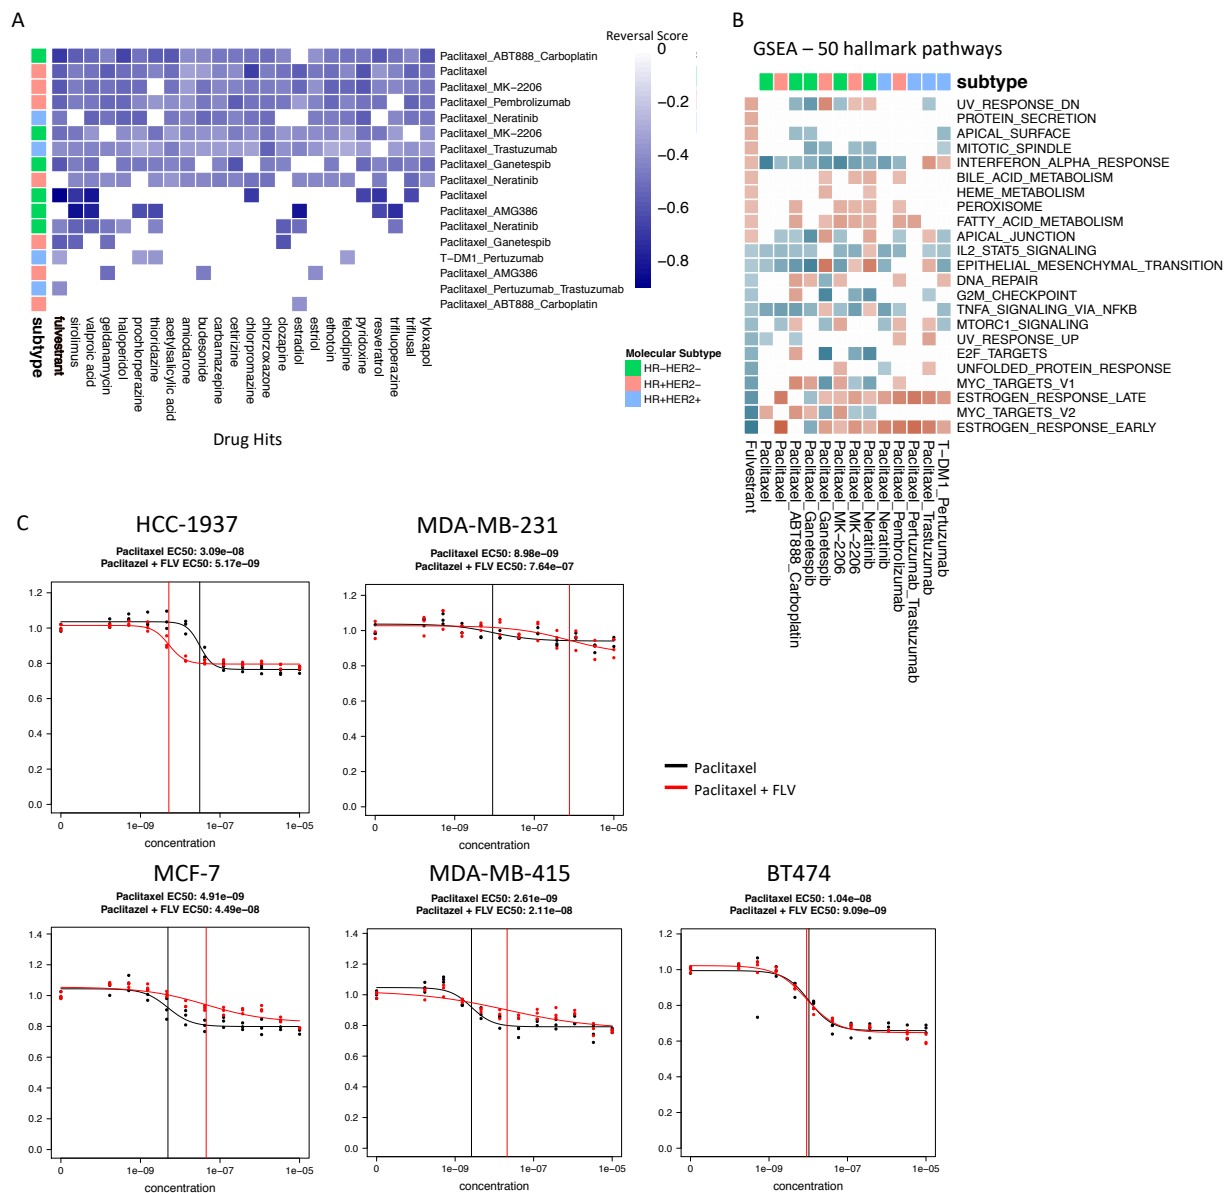 A
Reversal Score
0
−0.2
−0.4
−0.6
−0.8
Paclitaxel_ABT888_Carboplatin
Paclitaxel
Paclitaxel_MK−2206
Paclitaxel_Pembrolizumab
Paclitaxel_Neratinib
Paclitaxel_MK−2206
Paclitaxel_Trastuzumab
Paclitaxel_Ganetespib
Paclitaxel_Neratinib
Paclitaxel
Paclitaxel_AMG386
Paclitaxel_Neratinib
Paclitaxel_Ganetespib
T−DM1_Pertuzumab
Paclitaxel_AMG386
Paclitaxel_Pertuzumab_Trastuzumab
Paclitaxel_ABT888_Carboplatin
subtype
fulvestrant
sirolimus
valproic acid
geldanamycin
haloperidol
prochlorperazine
thioridazine
acetylsalicylic acid
amiodarone
budesonide
carbamazepine
cetirizine
chlorpromazine
chlorzoxazone
clozapine
estradiol
estriol
ethotoin
felodipine
pyridoxine
resveratrol
trifluoperazine
triflusal
tyloxapol
Drug Hits
Molecular Subtype
HR−HER2−
HR+HER2−
HR+HER2+
B
GSEA – 50 hallmark pathways
subtype
UV_RESPONSE_DN
PROTEIN_SECRETION
APICAL_SURFACE
MITOTIC_SPINDLE
INTERFERON_ALPHA_RESPONSE
BILE_ACID_METABOLISM
HEME_METABOLISM
PEROXISOME
FATTY_ACID_METABOLISM
APICAL_JUNCTION
IL2_STAT5_SIGNALING
EPITHELIAL_MESENCHYMAL_TRANSITION
DNA_REPAIR
G2M_CHECKPOINT
TNFA_SIGNALING_VIA_NFKB
MTORC1_SIGNALING
UV_RESPONSE_UP
E2F_TARGETS
UNFOLDED_PROTEIN_RESPONSE
MYC_TARGETS_V1
ESTROGEN_RESPONSE_LATE
MYC_TARGETS_V2
ESTROGEN_RESPONSE_EARLY
Fulvestrant
Paclitaxel
Paclitaxel
Paclitaxel_ABT888_Carboplatin
Paclitaxel_Ganetespib
Paclitaxel_Ganetespib
Paclitaxel_MK−2206
Paclitaxel_MK−2206
Paclitaxel_Neratinib
Paclitaxel_Neratinib
Paclitaxel_Pembrolizumab
Paclitaxel_Pertuzumab_Trastuzumab
Paclitaxel_Trastuzumab
T−DM1_Pertuzumab
C
HCC-1937
Paclitaxel EC50: 3.09e−08
Paclitaxel + FLV EC50: 5.17e−09
1.2
1.0
0.8
0.6
0.4
0.2
0.0
0
1e−09
1e−07
1e−05
concentration
MDA-MB-231
Paclitaxel EC50: 8.98e−09
Paclitazel + FLV EC50: 7.64e−07
1.2
1.0
0.8
0.6
0.4
0.2
0.0
0
1e−09
1e−07
1e−05
concentration
Paclitaxel
Paclitaxel + FLV
MCF-7
Paclitaxel EC50: 4.91e−09
Paclitazel + FLV EC50: 4.49e−08
1.4
1.2
1.0
0.8
0.6
0.4
0.2
0.0
0
1e−09
1e−07
1e−05
concentration
MDA-MB-415
Paclitaxel EC50: 2.61e−09
Paclitazel + FLV EC50: 2.11e−08
1.4
1.2
1.0
0.8
0.6
0.4
0.2
0.0
0
1e−09
1e−07
1e−05
concentration
BT474
Paclitaxel EC50: 1.04e−08
Paclitazel + FLV EC50: 9.09e−09
1.2
1.0
0.8
0.6
0.4
0.2
0.0
0
1e−09
1e−07
1e−05
concentration